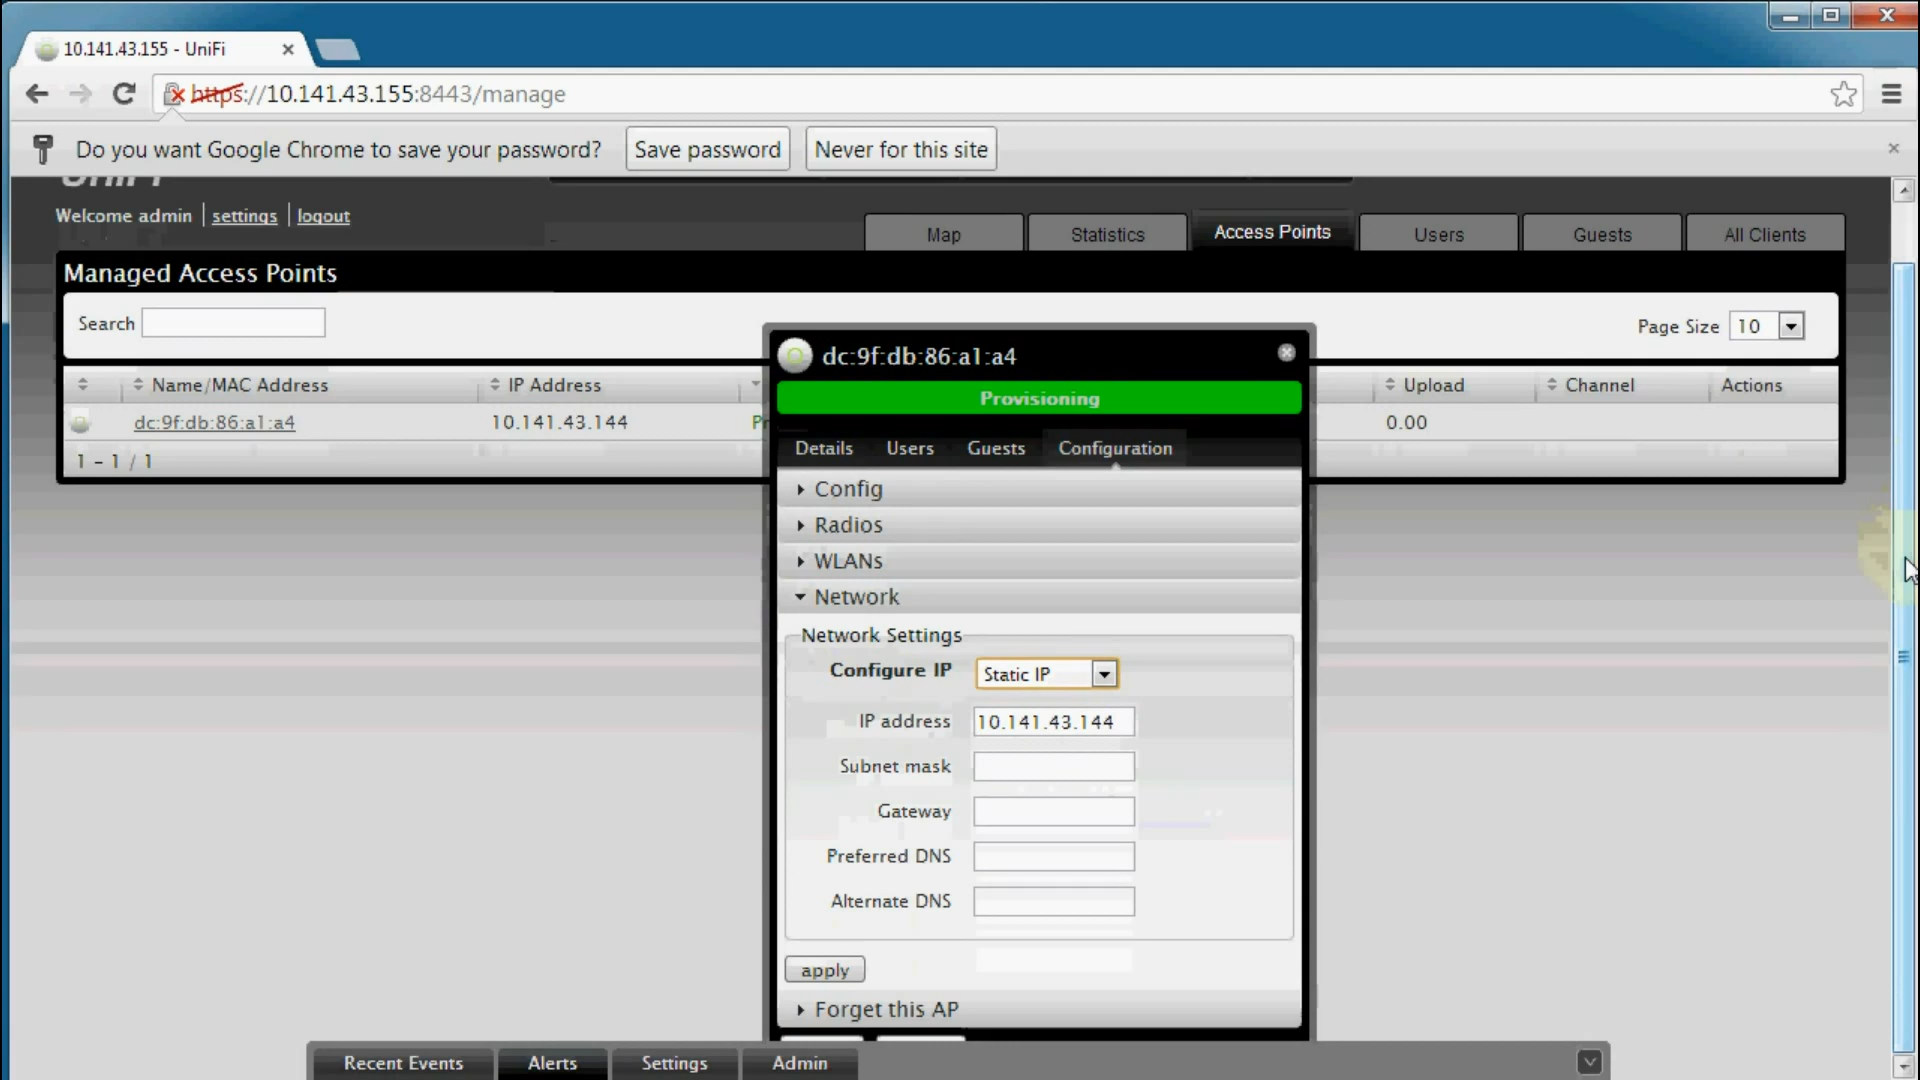 10.141.43.155 - UniFi
https://10.141.43.155:8443/manage
Do you want Google Chrome to save your password? Save password Never for this site
Welcome admin settings logout
Map Statistics Access Points Users Guests All Clients
Managed Access Points
Search Page Size 10
Name/MAC Address IP Address Upload Channel Actions
dc:9f:db:86:a1:a4 10.141.43.144 0.00
1 - 1 / 1
dc:9f:db:86:a1:a4
Provisioning
Details Users Guests Configuration
Config
Radios
WLANs
Network
Network Settings
Configure IP Static IP
IP address 10.141.43.144
Subnet mask
Gateway
Preferred DNS
Alternate DNS
apply
Forget this AP
Recent Events Alerts Settings Admin